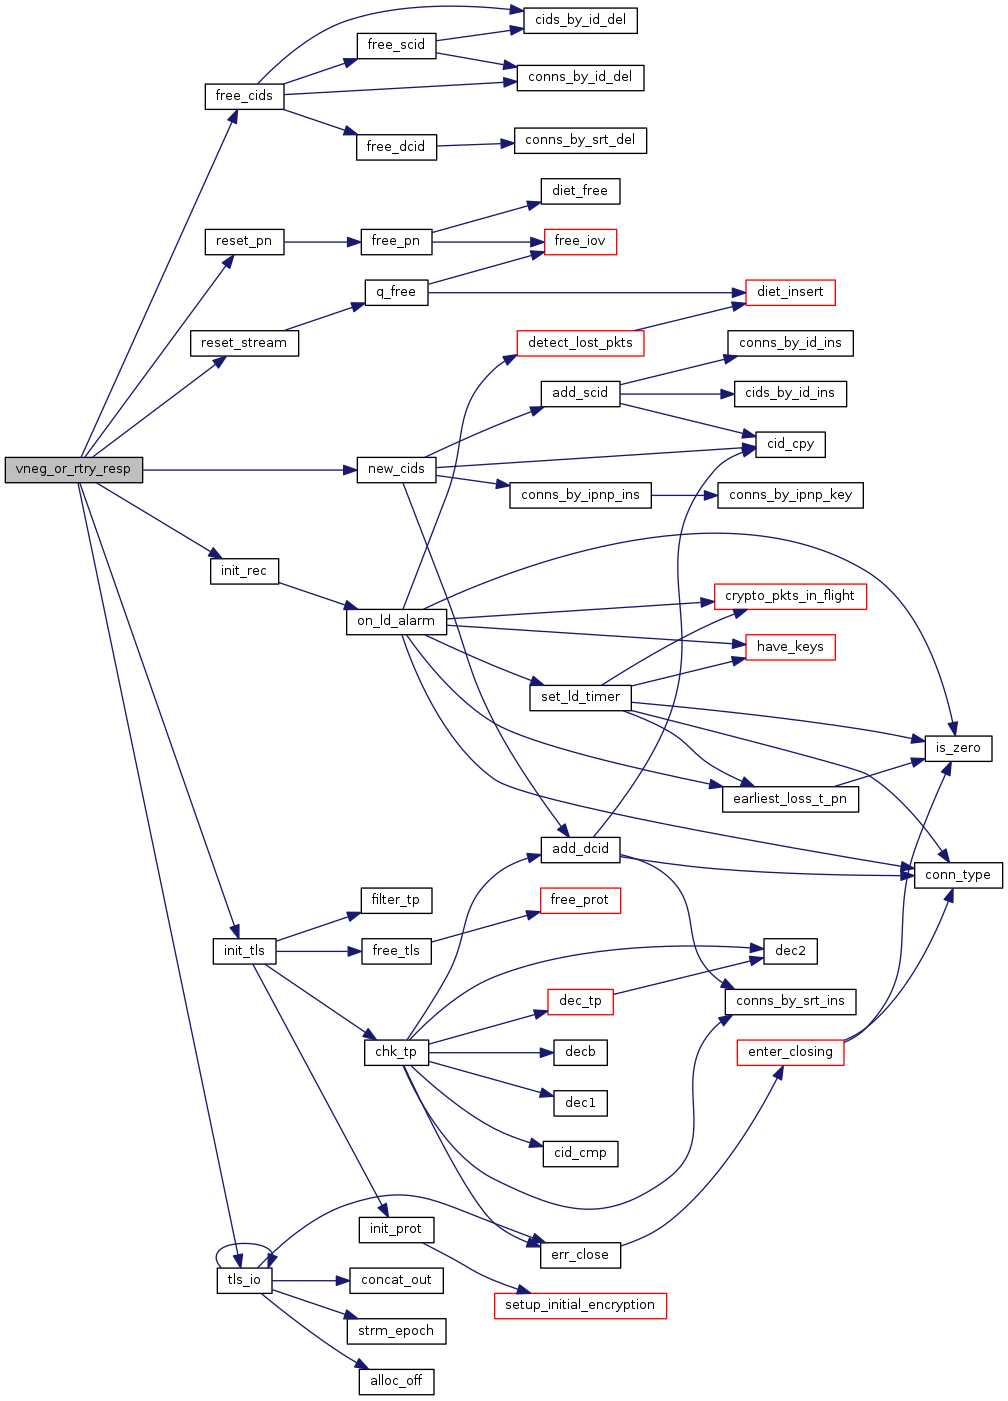 cids_by_id_del
free_scid
conns_by_id_del
free_cids
free_dcid
conns_by_srt_del
diet_free
reset_pn
free_pn
free_iov
q_free
diet_insert
reset_stream
detect_lost_pkts
conns_by_id_ins
add_scid
cids_by_id_ins
cid_cpy
vneg_or_rtry_resp
new_cids
conns_by_ipnp_ins
conns_by_ipnp_key
init_rec
crypto_pkts_in_flight
on_ld_alarm
have_keys
set_ld_timer
is_zero
earliest_loss_t_pn
add_dcid
conn_type
filter_tp
free_prot
init_tls
free_tls
dec2
dec_tp
conns_by_srt_ins
chk_tp
decb
enter_closing
dec1
cid_cmp
init_prot
err_close
tls_io
concat_out
setup_initial_encryption
strm_epoch
alloc_off